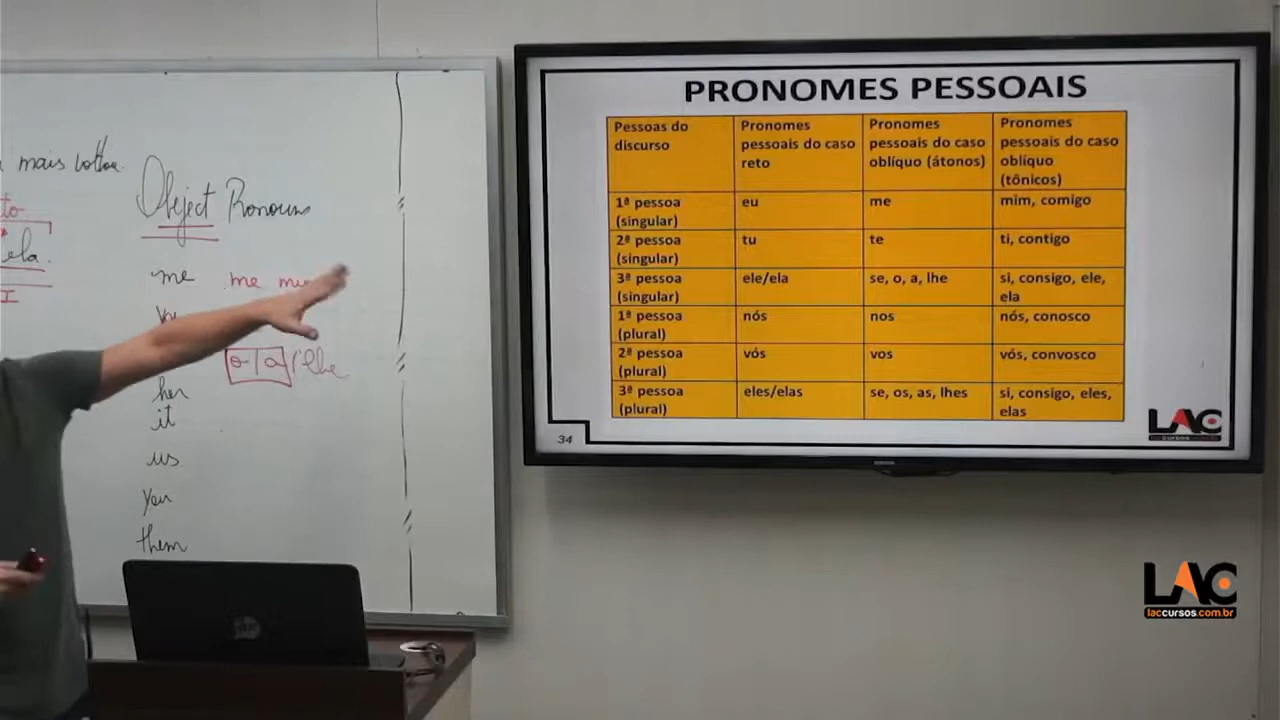 mais
to
ela.
I
Object Pronouns
me me
her
it
us
you
them
o | a / lhe
PRONOMES PESSOAIS
Pessoas do discurso
Pronomes pessoais do caso reto
Pronomes pessoais do caso oblíquo (átonos)
Pronomes pessoais do caso oblíquo (tônicos)
1ª pessoa (singular)
eu
me
mim, comigo
2ª pessoa (singular)
tu
te
ti, contigo
3ª pessoa (singular)
ele/ela
se, o, a, lhe
si, consigo, ele, ela
1ª pessoa (plural)
nós
nos
nós, conosco
2ª pessoa (plural)
vós
vos
vós, convosco
3ª pessoa (plural)
eles/elas
se, os, as, lhes
si, consigo, eles, elas
34
LAC
LAC
laccursos.com.br